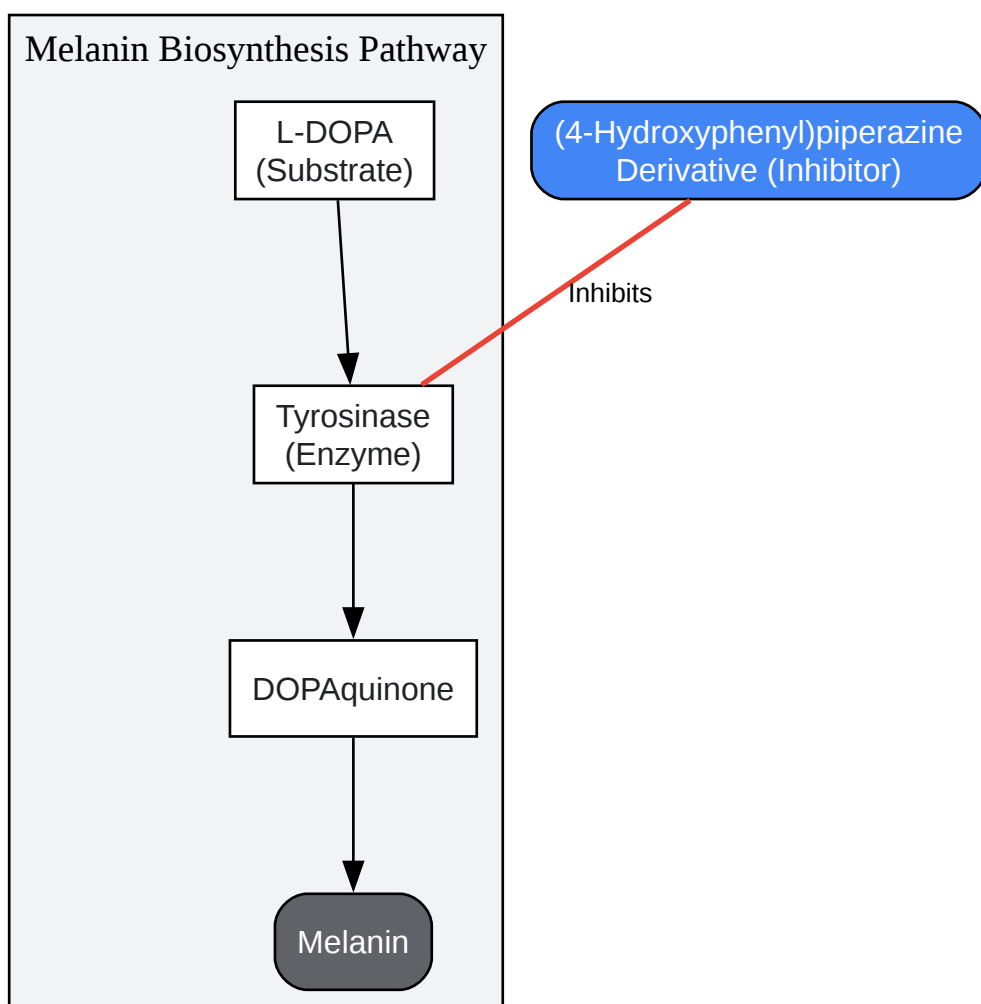 Melanin Biosynthesis Pathway
L-DOPA
(Substrate)
(4-Hydroxyphenyl)piperazine
Derivative (Inhibitor)
Inhibits
Tyrosinase
(Enzyme)
DOPAquinone
Melanin